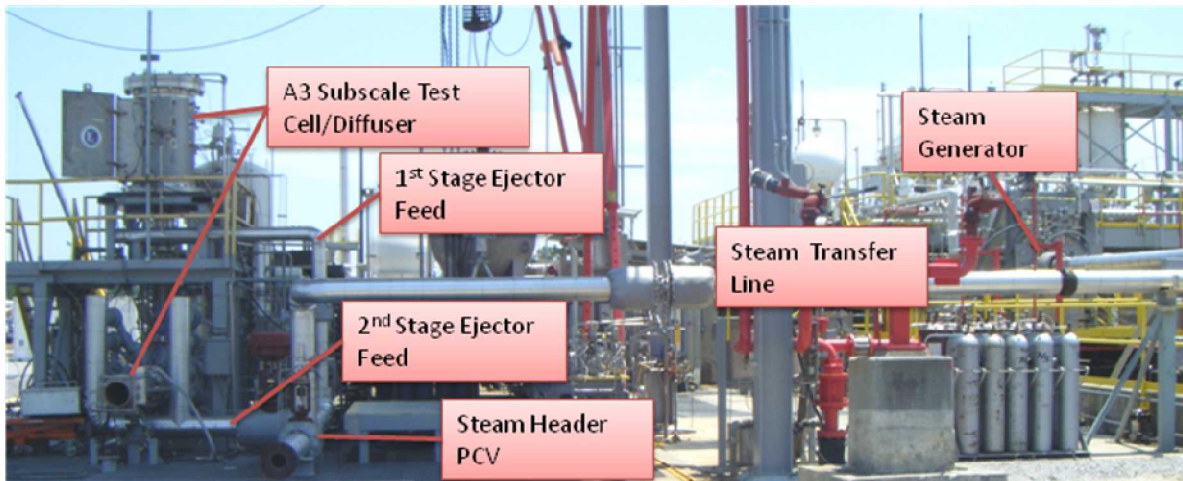 A3 Subscale Test
Cell/Diffuser
1st Stage Ejector
Feed
2nd Stage Ejector
Feed
Steam Header
PCV
Steam Transfer
Line
Steam
Generator